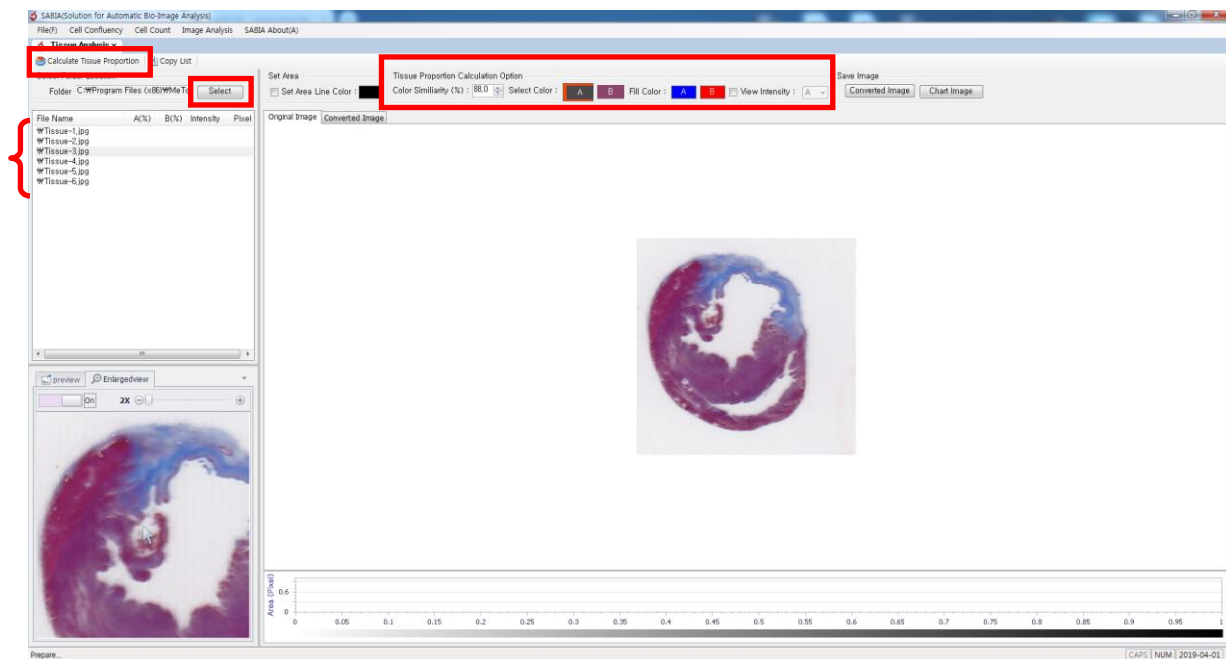 SABIA(Solution for Automatic Bio-Image Analysis)
File(F) Cell Confluency Cell Count Image Analysis SABIA About(A)
Tissue Analysis
Calculate Tissue Proportion Copy List
Select Folder Location
Folder C:₩Program Files (x86)₩MeTo Select
Set Area
Set Area Line Color :
Tissue Proportion Calculation Option
Color Similiarity (%) : 88.0 Select Color : A B Fill Color : A B View Intensity : A
Save Image
Converted Image Chart Image
File Name A(%) B(%) Intensity Pixel
₩Tissue-1.jpg
₩Tissue-2.jpg
₩Tissue-3.jpg
₩Tissue-4.jpg
₩Tissue-5.jpg
₩Tissue-6.jpg
Original Image Converted Image
preview Enlargedview
On 2X
Area (Pixel)
0.6
0
0 0.05 0.1 0.15 0.2 0.25 0.3 0.35 0.4 0.45 0.5 0.55 0.6 0.65 0.7 0.75 0.8 0.85 0.9 0.95 1
Prepare... CAPS NUM 2019-04-01